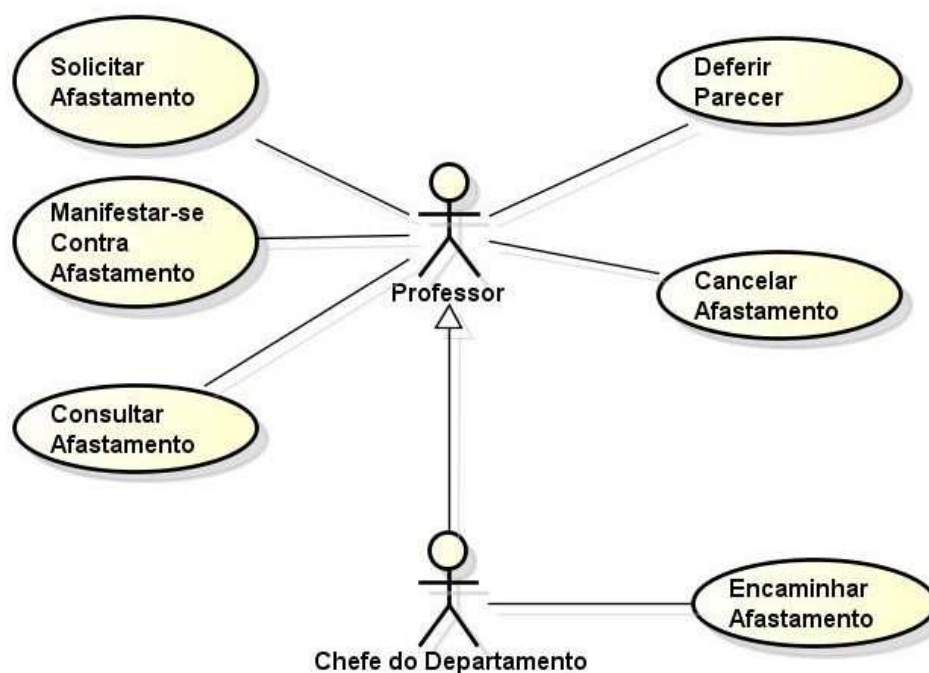 Solicitar
Afastamento
Deferir
Parecer
Manifestar-se
Contra
Afastamento
Professor
Cancelar
Afastamento
Consultar
Afastamento
Encaminhar
Afastamento
Chefe do Departamento